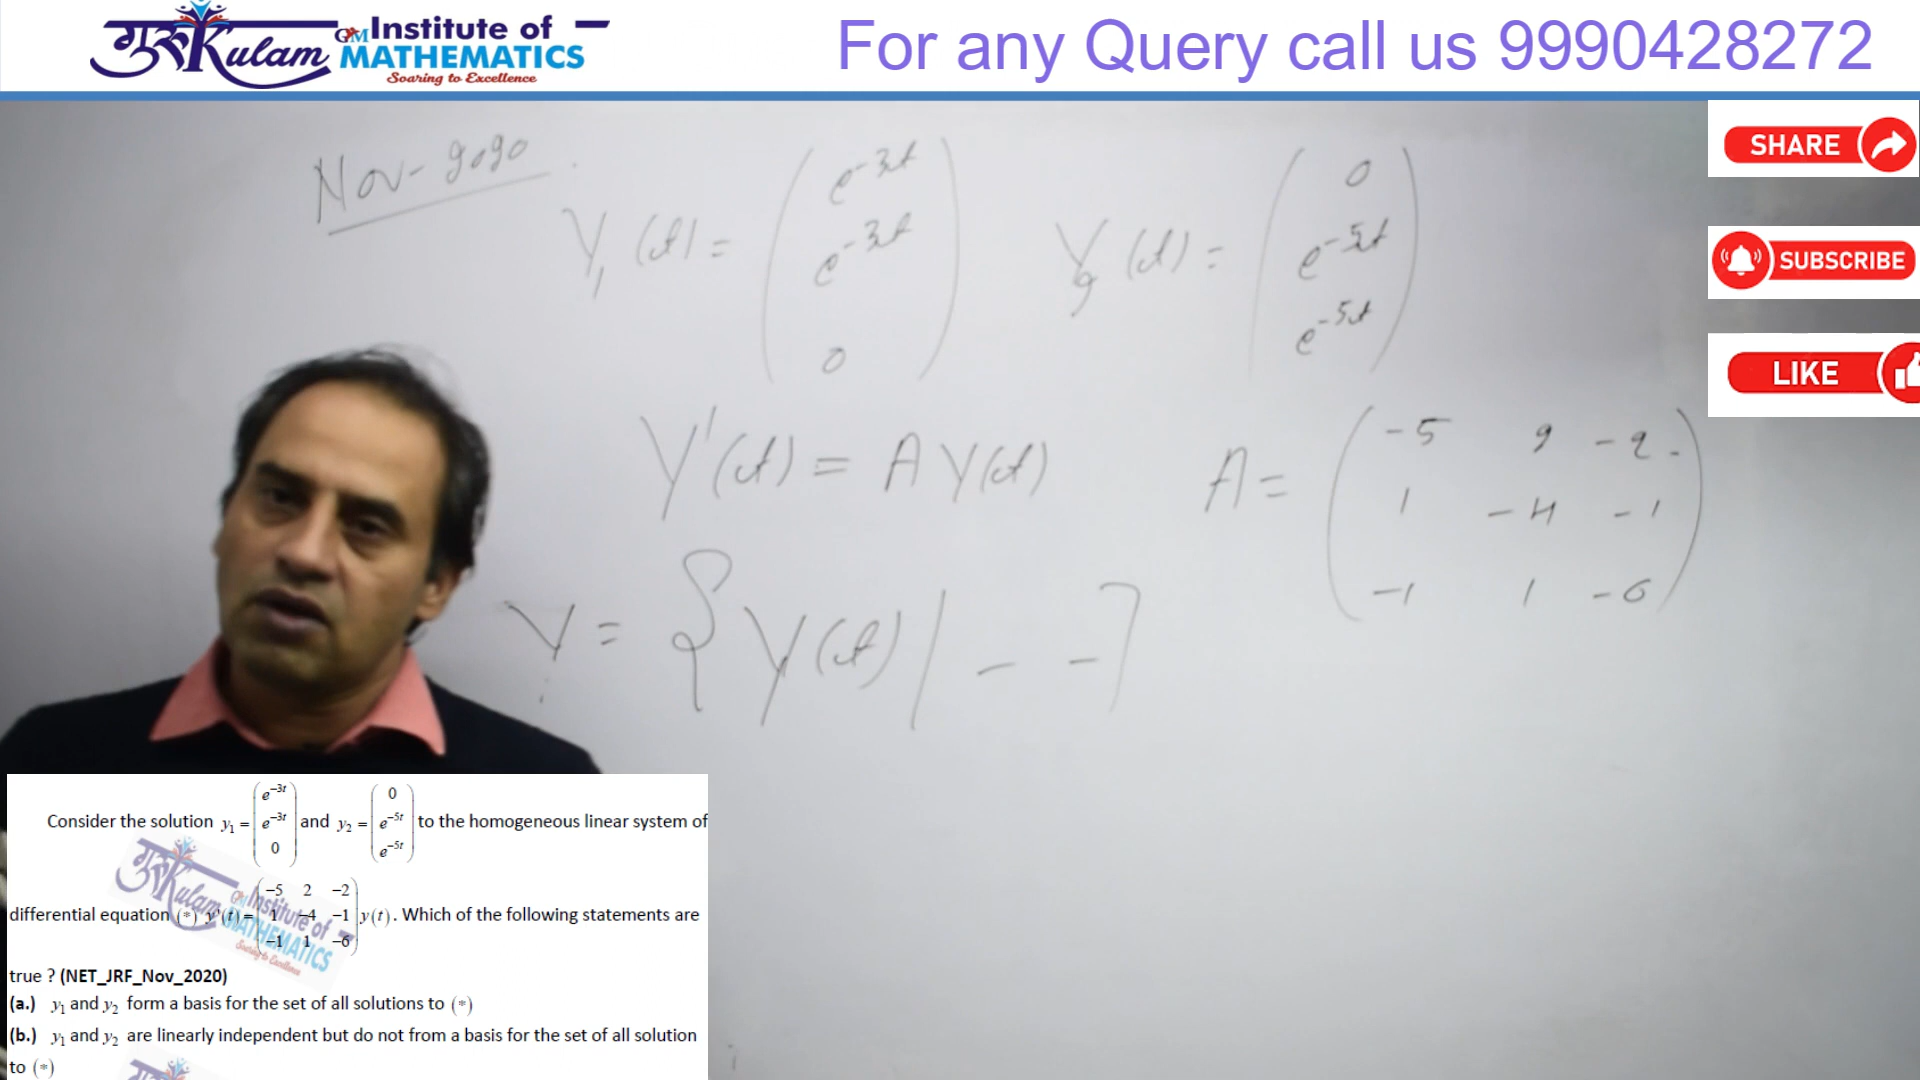 गुरुKulam GM Institute of MATHEMATICS
Soaring to Excellence
For any Query call us 9990428272
SHARE
SUBSCRIBE
LIKE
Nov-2020
Y₁(t) = ( e^-3t e^-3t 0 ) Y₂(t) = ( 0 e^-5t e^-5t )
Y'(t) = A Y(t) A = ( -5 2 -2
1 -4 -1
-1 1 -6 )
V = { Y(t) | - - }
Consider the solution y₁ = ( e^-3t e^-3t 0 ) and y₂ = ( 0 e^-5t e^-5t ) to the homogeneous linear system of
differential equation (*) y'(t) = ( -5 2 -2
1 -4 -1
-1 1 -6 ) y(t). Which of the following statements are
true ? (NET_JRF_Nov_2020)
(a.) y₁ and y₂ form a basis for the set of all solutions to (*)
(b.) y₁ and y₂ are linearly independent but do not from a basis for the set of all solution
to (*)